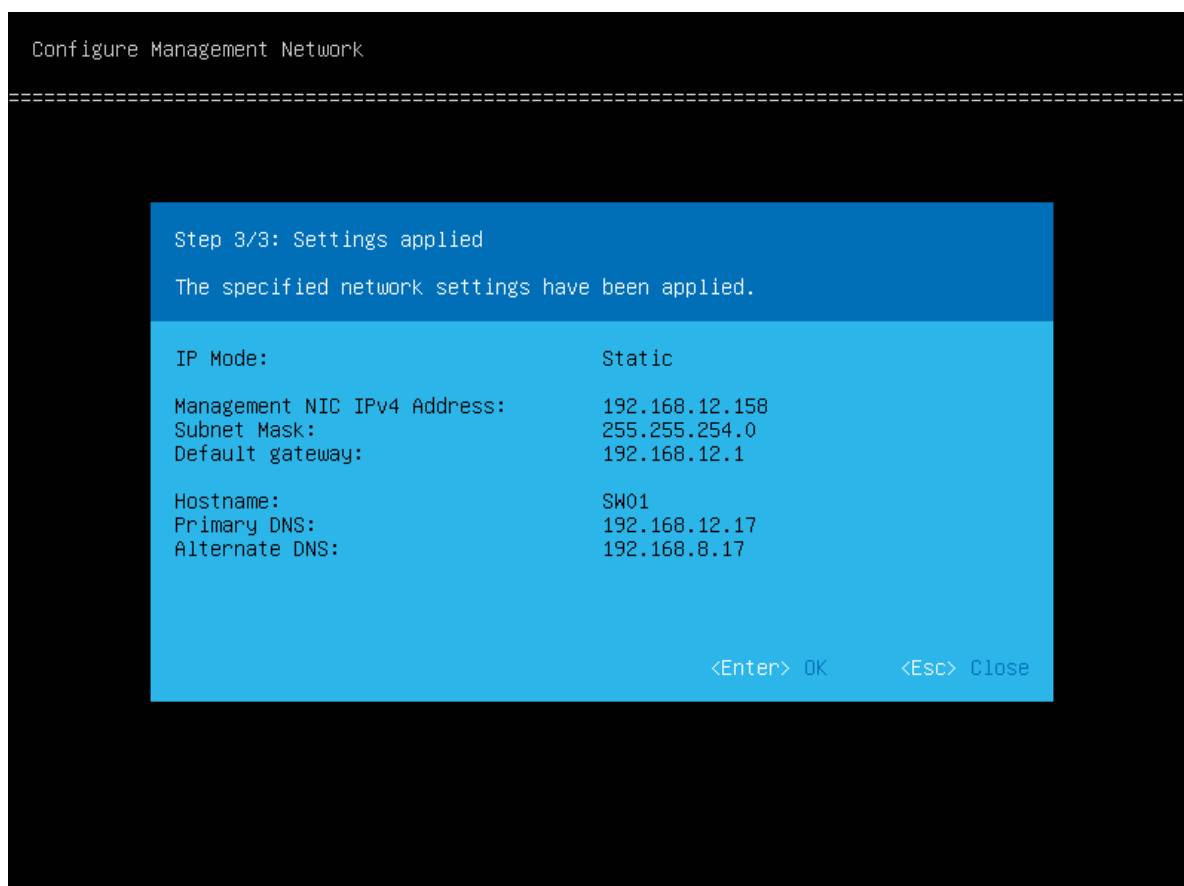 Configure Management Network
====================================================================================================
Step 3/3: Settings applied
The specified network settings have been applied.
IP Mode: Static
Management NIC IPv4 Address: 192.168.12.158
Subnet Mask: 255.255.254.0
Default gateway: 192.168.12.1
Hostname: SW01
Primary DNS: 192.168.12.17
Alternate DNS: 192.168.8.17
<Enter> OK <Esc> Close